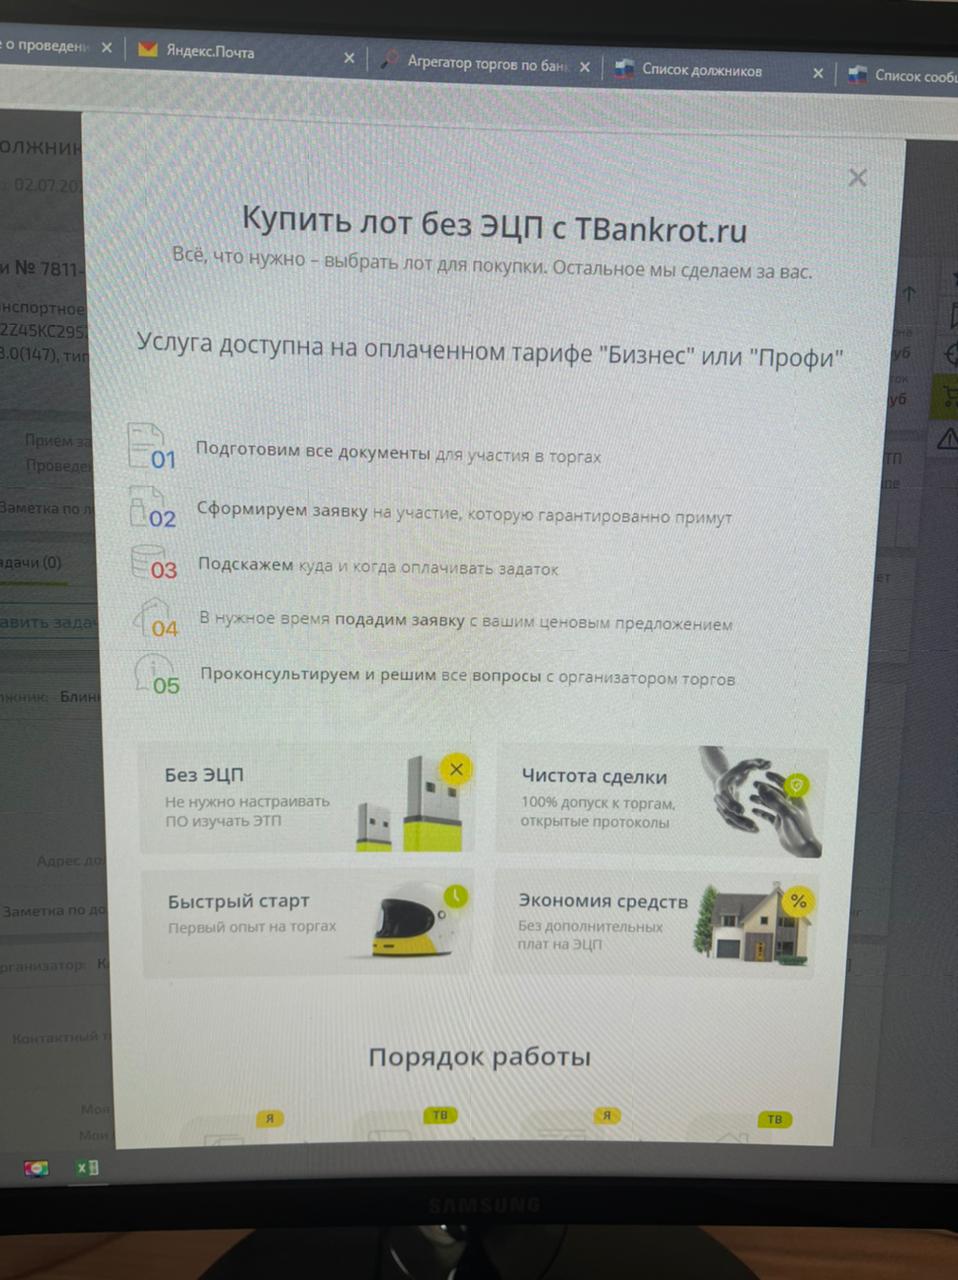 о проведени
Яндекс.Почта
Агрегатор торгов по бан
Список должников
Список сооб
олжник
02.07.20
и № 7811-
нспортное
2Z45KC295
3.0(147), тип
Прием за
Проведе
Заметка по л
адачи (0)
авить задач
жник: Блин
Адрес до
Заметка по до
рганизатор: К
Контактный т
Моя
Мои
Купить лот без ЭЦП с TBankrot.ru
Всё, что нужно – выбрать лот для покупки. Остальное мы сделаем за вас.
Услуга доступна на оплаченном тарифе "Бизнес" или "Профи"
01 Подготовим все документы для участия в торгах
02 Сформируем заявку на участие, которую гарантированно примут
03 Подскажем куда и когда оплачивать задаток
04 В нужное время подадим заявку с вашим ценовым предложением
05 Проконсультируем и решим все вопросы с организатором торгов
Без ЭЦП
Не нужно настраивать
ПО изучать ЭТП
Чистота сделки
100% допуск к торгам,
открытые протоколы
Быстрый старт
Первый опыт на торгах
Экономия средств
Без дополнительных
плат на ЭЦП
%
Порядок работы
Я
ТВ
Я
ТВ
уб
уб
ТП
SAMSUNG